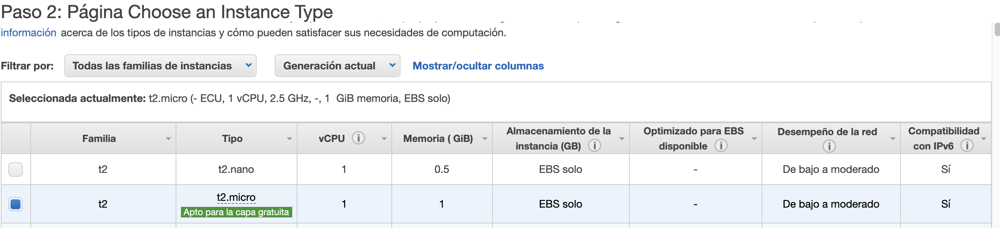 Paso 2: Página Choose an Instance Type
información acerca de los tipos de instancias y cómo pueden satisfacer sus necesidades de computación.
Filtrar por: Todas las familias de instancias Generación actual Mostrar/ocultar columnas
Seleccionada actualmente: t2.micro (- ECU, 1 vCPU, 2.5 GHz, -, 1 GiB memoria, EBS solo)
Familia Tipo vCPU Memoria ( GiB) Almacenamiento de la instancia (GB) Optimizado para EBS disponible Desempeño de la red Compatibilidad con IPv6
t2 t2.nano 1 0.5 EBS solo - De bajo a moderado Sí
t2 t2.micro 1 1 EBS solo - De bajo a moderado Sí
Apto para la capa gratuita